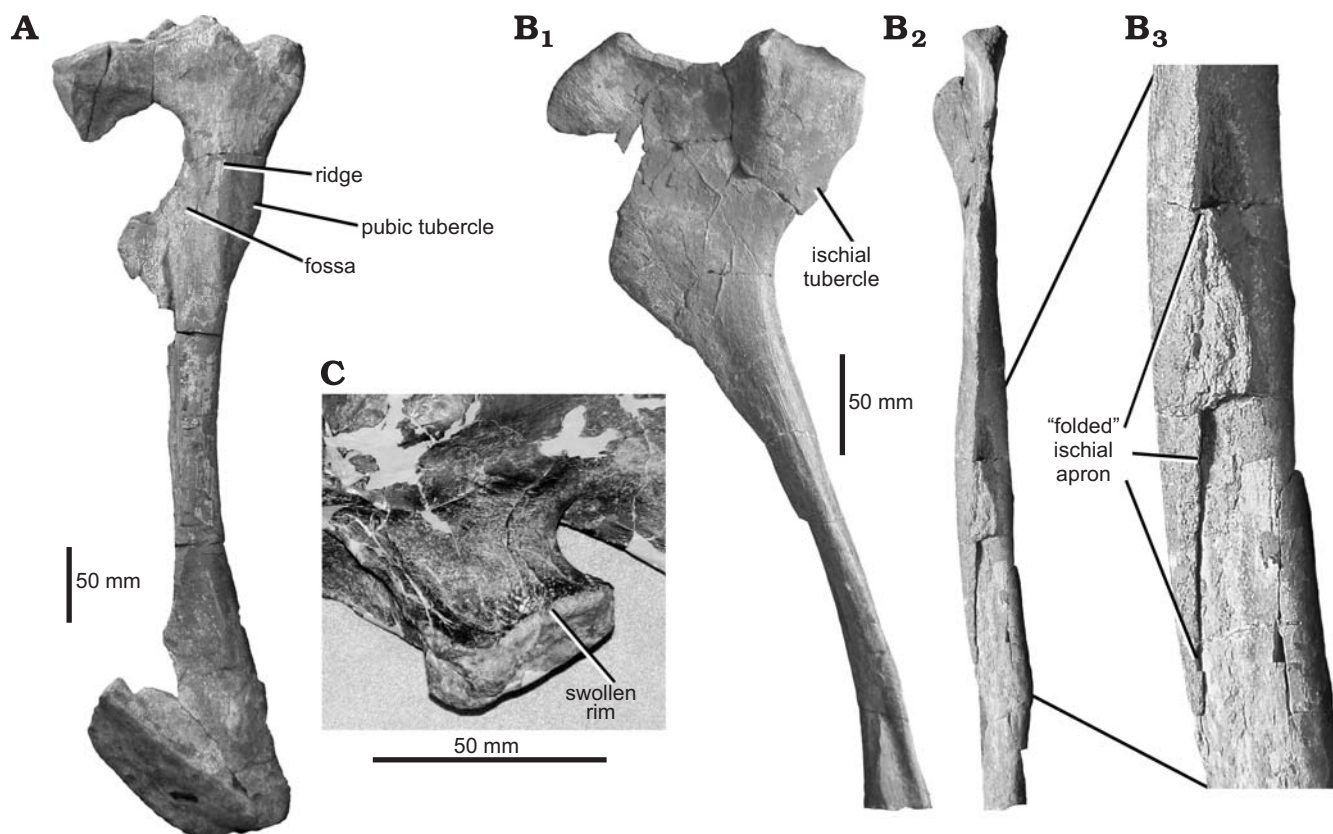 A
B1
B2
B3
ridge
pubic tubercle
fossa
ischial
tubercle
C
50 mm
"folded"
ischial
apron
50 mm
swollen
rim
50 mm